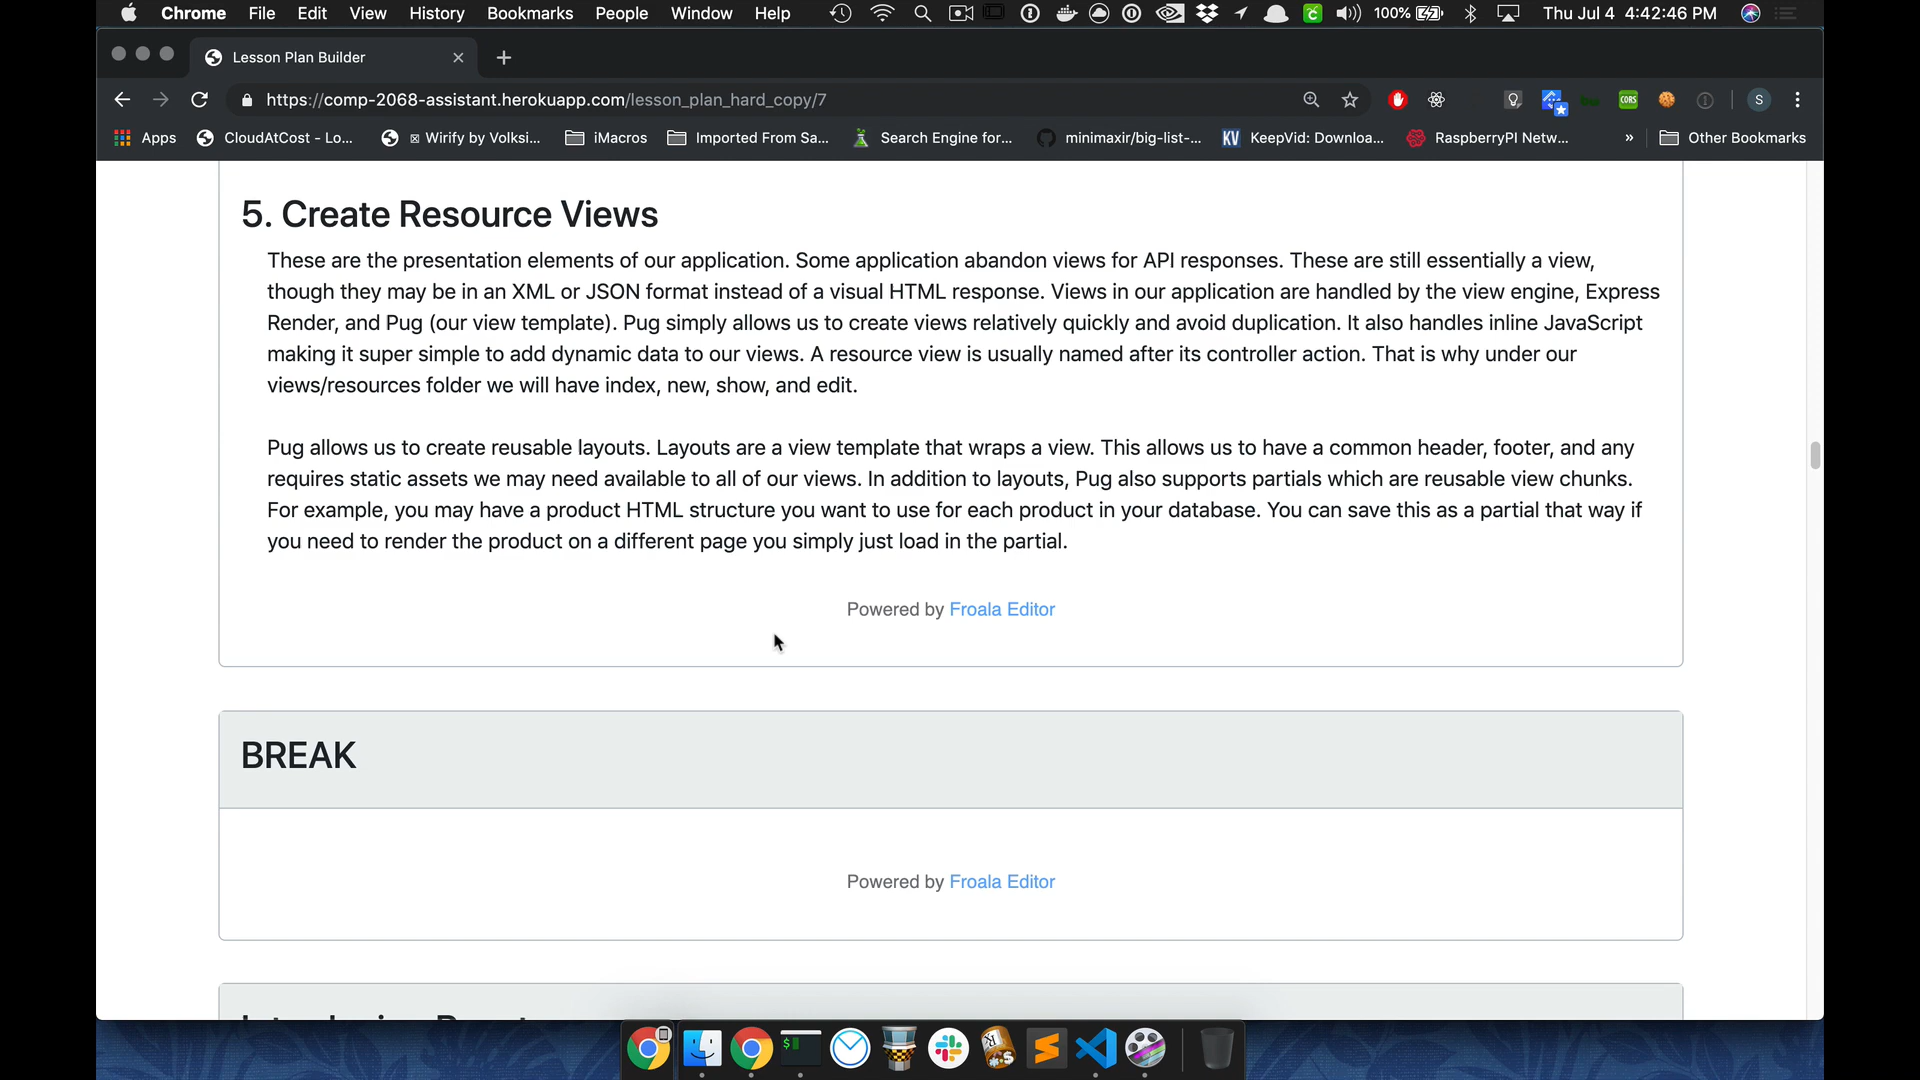 Chrome File Edit View History Bookmarks People Window Help 100% Thu Jul 4 4:42:46 PM
Lesson Plan Builder
https://comp-2068-assistant.herokuapp.com/lesson_plan_hard_copy/7
CORS
S
Apps CloudAtCost - Lo... Wirify by Volksi... iMacros Imported From Sa... Search Engine for... minimaxir/big-list-... KV KeepVid: Downloa... RaspberryPI Netw... » Other Bookmarks
5. Create Resource Views
These are the presentation elements of our application. Some application abandon views for API responses. These are still essentially a view,
though they may be in an XML or JSON format instead of a visual HTML response. Views in our application are handled by the view engine, Express
Render, and Pug (our view template). Pug simply allows us to create views relatively quickly and avoid duplication. It also handles inline JavaScript
making it super simple to add dynamic data to our views. A resource view is usually named after its controller action. That is why under our
views/resources folder we will have index, new, show, and edit.
Pug allows us to create reusable layouts. Layouts are a view template that wraps a view. This allows us to have a common header, footer, and any
requires static assets we may need available to all of our views. In addition to layouts, Pug also supports partials which are reusable view chunks.
For example, you may have a product HTML structure you want to use for each product in your database. You can save this as a partial that way if
you need to render the product on a different page you simply just load in the partial.
Powered by Froala Editor
BREAK
Powered by Froala Editor